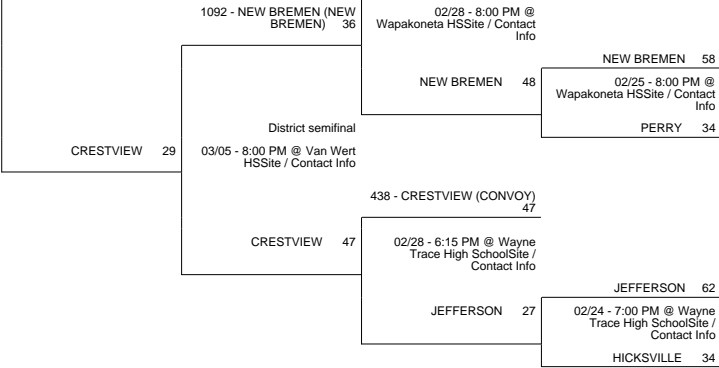 1092 - NEW BREMEN (NEW
BREMEN) 36
02/28 - 8:00 PM @
Wapakoneta HSSite / Contact
Info
NEW BREMEN 58
NEW BREMEN 48
02/25 - 8:00 PM @
Wapakoneta HSSite / Contact
Info
PERRY 34
District semifinal
CRESTVIEW 29
03/05 - 8:00 PM @ Van Wert
HSSite / Contact Info
438 - CRESTVIEW (CONVOY)
47
CRESTVIEW 47
02/28 - 6:15 PM @ Wayne
Trace High SchoolSite /
Contact Info
JEFFERSON 62
JEFFERSON 27
02/24 - 7:00 PM @ Wayne
Trace High SchoolSite /
Contact Info
HICKSVILLE 34